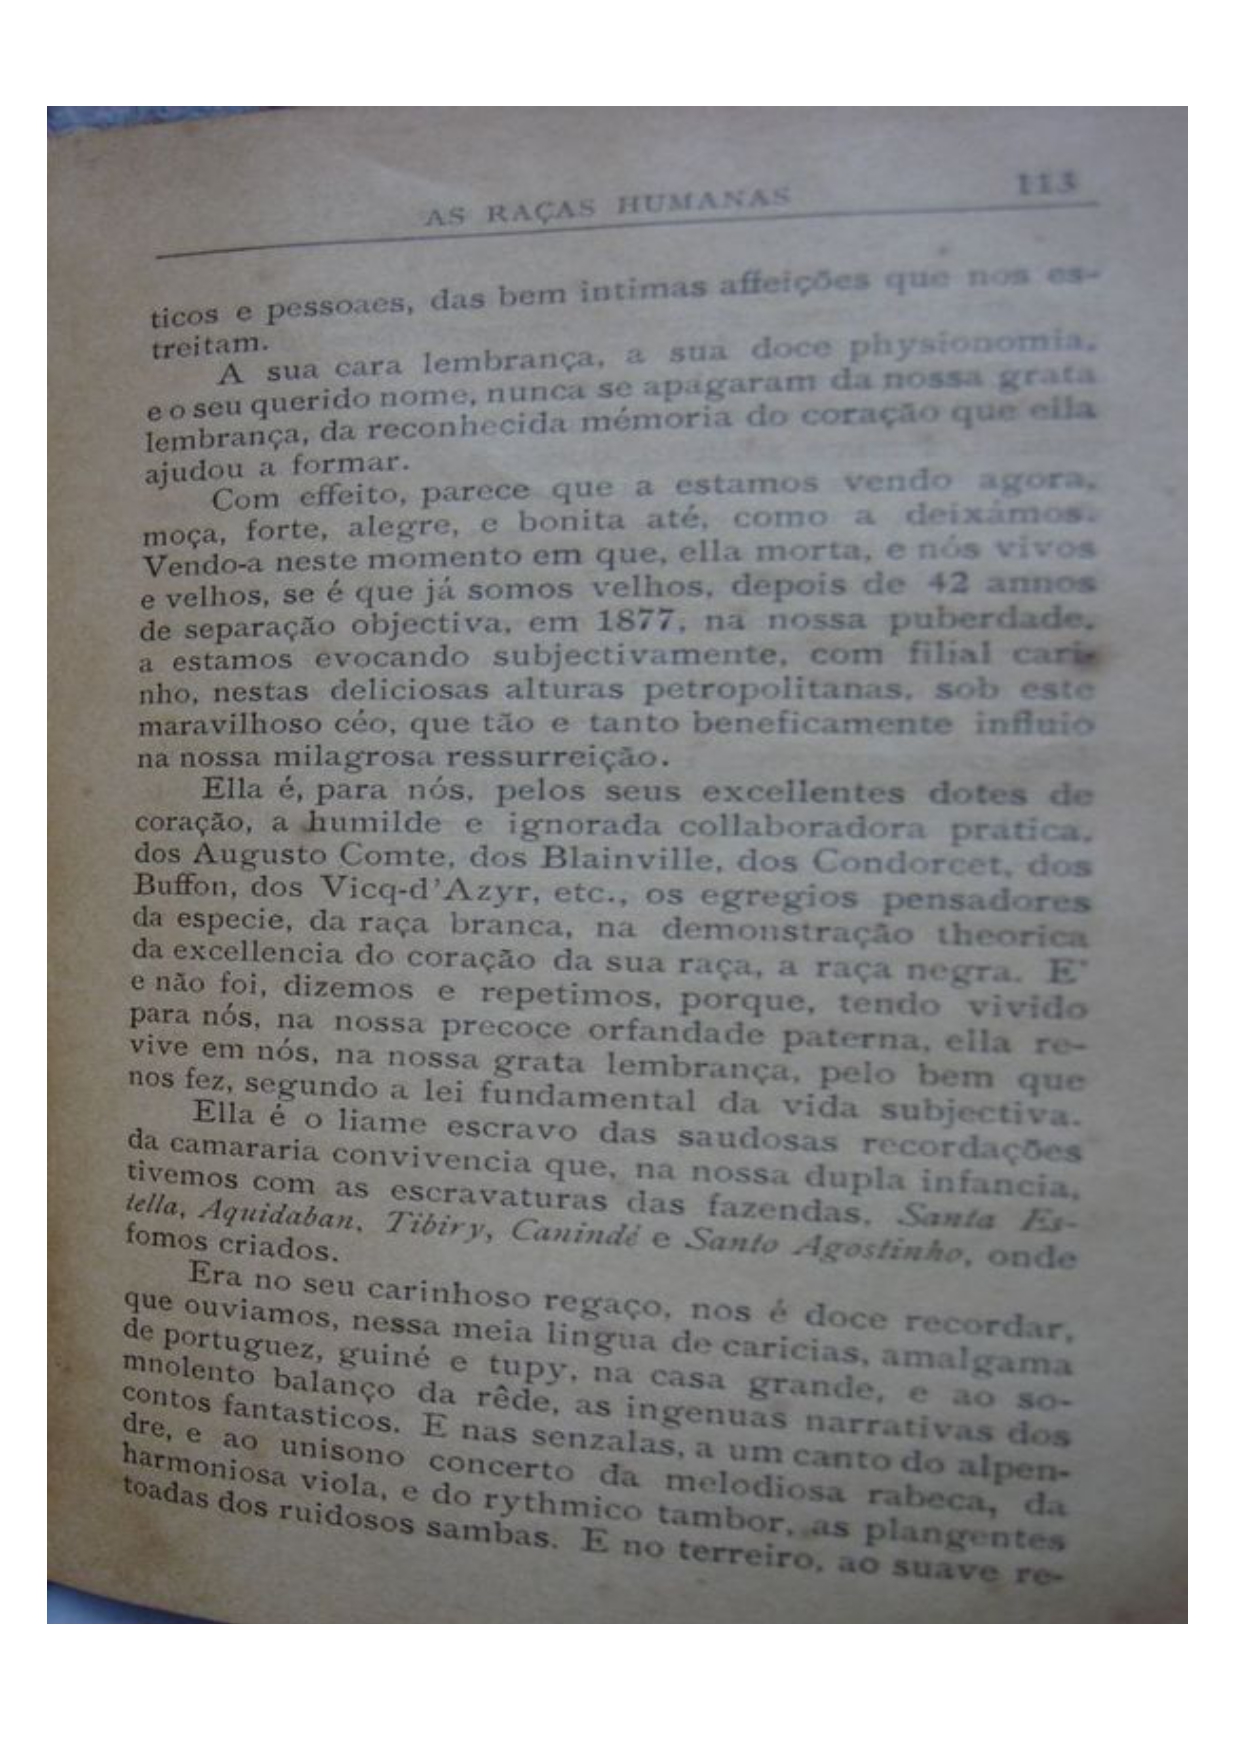 AS RAÇAS HUMANAS 113
ticos e pessoaes, das bem intimas affeições que nos es-
treitam.
A sua cara lembrança, a sua doce physionomia,
e o seu querido nome, nunca se apagaram da nossa grata
lembrança, da reconhecida mémoria do coração que ella
ajudou a formar.
Com effeito, parece que a estamos vendo agora,
moça, forte, alegre, e bonita até, como a deixámos.
Vendo-a neste momento em que, ella morta, e nós vivos
e velhos, se é que já somos velhos, depois de 42 annos
de separação objectiva, em 1877, na nossa puberdade,
a estamos evocando subjectivamente, com filial cari-
nho, nestas deliciosas alturas petropolitanas, sob este
maravilhoso céo, que tão e tanto beneficamente influio
na nossa milagrosa ressurreição.
Ella é, para nós, pelos seus excellentes dotes de
coração, a humilde e ignorada collaboradora pratica,
dos Augusto Comte, dos Blainville, dos Condorcet, dos
Buffon, dos Vicq-d'Azyr, etc., os egregios pensadores
da especie, da raça branca, na demonstração theorica
da excellencia do coração da sua raça, a raça negra. E'
e não foi, dizemos e repetimos, porque, tendo vivido
para nós, na nossa precoce orfandade paterna, ella re-
vive em nós, na nossa grata lembrança, pelo bem que
nos fez, segundo a lei fundamental da vida subjectiva.
Ella é o liame escravo das saudosas recordações
da camararia convivencia que, na nossa dupla infancia,
tivemos com as escravaturas das fazendas, Santa Es-
tella, Aquidaban, Tibiry, Canindé e Santo Agostinho, onde
fomos criados.
Era no seu carinhoso regaço, nos é doce recordar,
que ouviamos, nessa meia lingua de caricias, amalgama
de portuguez, guiné e tupy, na casa grande, e ao so-
mnolento balanço da rêde, as ingenuas narrativas dos
contos fantasticos. E nas senzalas, a um canto do alpen-
dre, e ao unisono concerto da melodiosa rabeca, da
harmoniosa viola, e do rythmico tambor, as plangentes
toadas dos ruidosos sambas. E no terreiro, ao suave re-